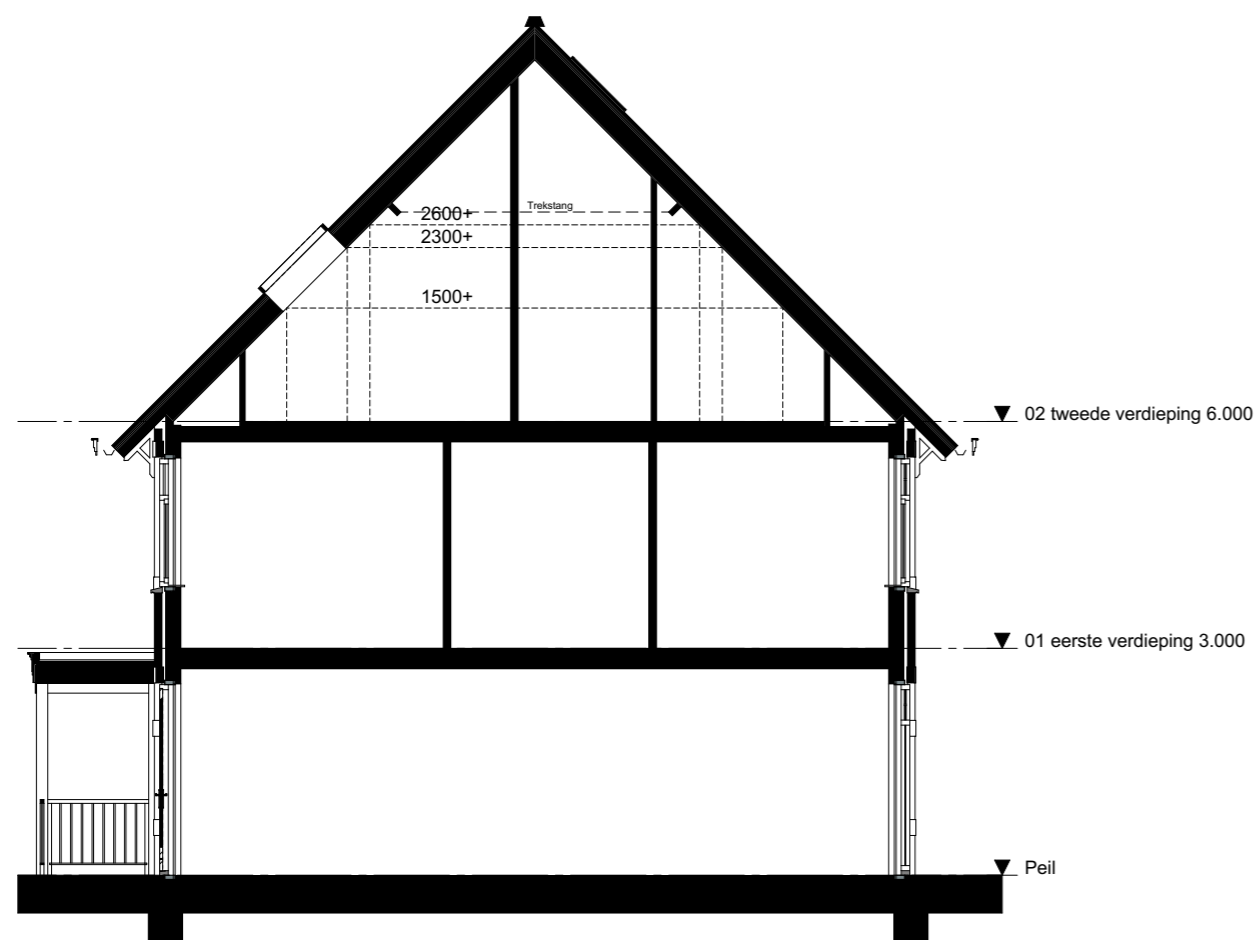 Trekstang
2600+
2300+
1500+
02 tweede verdieping 6.000
01 eerste verdieping 3.000
Peil